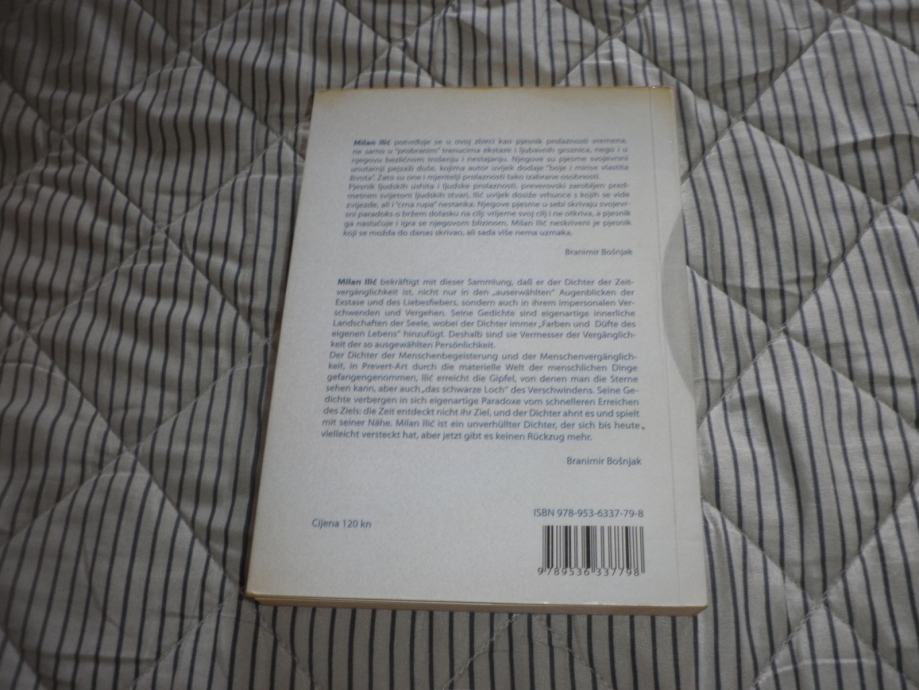 Milan Ilić potvrđuje se u ovoj zbirci kao pjesnik prolaznosti vremena,
ne samo u "probranim" trenucima ekstaze i ljubavnih groznica, nego i u
njegovu bezličnom trošenju i nestajanju. Njegove su pjesme svojevrsni
unutarnji pejzaži duše, kojima autor uvijek dodaje "boje i mirise vlastita
života". Zato su one i mjeritelji prolaznosti tako izabrane osobnosti.
Pjesnik ljudskih ushita i ljudske prolaznosti, preverovski zarobljen pred-
metnim svijetom ljudskih stvari, Ilić uvijek doseže vrhunce s kojih se vide
zvijezde, ali i "crna rupa" nestanka. Njegove pjesme u sebi skrivaju svojevr-
sni paradoks o bržem dolasku na cilj: vrijeme svoj cilj i ne otkriva, a pjesnik
ga naslućuje i igra se njegovom blizinom. Milan Ilić neskriveni je pjesnik
koji se možda do danas skrivao, ali sada više nema uzmaka.
Branimir Bošnjak
Milan Ilić bekräftigt mit dieser Sammlung, daß er der Dichter der Zeit-
vergänglichkeit ist, nicht nur in den „auserwählten" Augenblicken der
Exstase und des Liebesfiebers, sondern auch in ihrem impersonalen Ver-
schwenden und Vergehen. Seine Gedichte sind eigenartige innerliche
Landschaften der Seele, wobei der Dichter immer „Farben und Düfte des
eigenen Lebens" hinzufügt. Deshalb sind sie Vermesser der Vergänglich-
keit der so ausgewählten Persönlichkeit.
Der Dichter der Menschenbegeisterung und der Menschenvergänglich-
keit, in Prevert-Art durch die materielle Welt der menschlichen Dinge
gefangengenommen, Ilić erreicht die Gipfel, von denen man die Sterne
sehen kann, aber auch „das schwarze Loch" des Verschwindens. Seine Ge-
dichte verbergen in sich eigenartige Paradoxe vom schnelleren Erreichen
des Ziels: die Zeit entdeckt nicht ihr Ziel, und der Dichter ahnt es und spielt
mit seiner Nähe. Milan Ilić ist ein unverhüllter Dichter, der sich bis heute
vielleicht versteckt hat, aber jetzt gibt es keinen Rückzug mehr.
Branimir Bošnjak
Cijena 120 kn
ISBN 978-953-6337-79-8
9 789536 337798